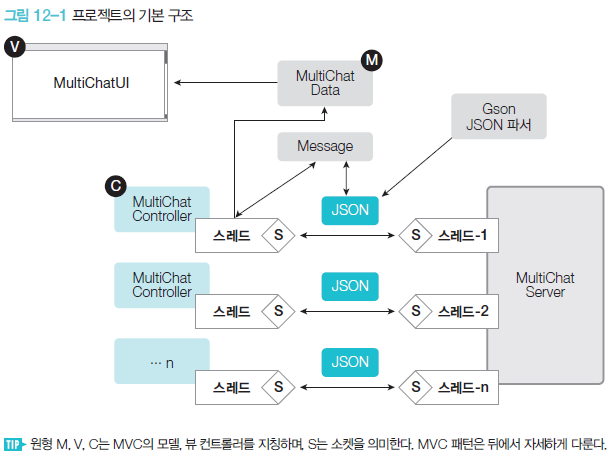 그림 12-1 프로젝트의 기본 구조
V
M
MultiChatUI
MultiChat
Data
Gson
JSON 파서
Message
C
MultiChat
Controller
JSON
스레드
S
S
스레드-1
MultiChat
Server
MultiChat
Controller
JSON
스레드
S
S
스레드-2
··· n
JSON
스레드
S
S
스레드-n
TIP 원형 M, V, C는 MVC의 모델, 뷰 컨트롤러를 지칭하며, S는 소켓을 의미한다. MVC 패턴은 뒤에서 자세하게 다룬다.